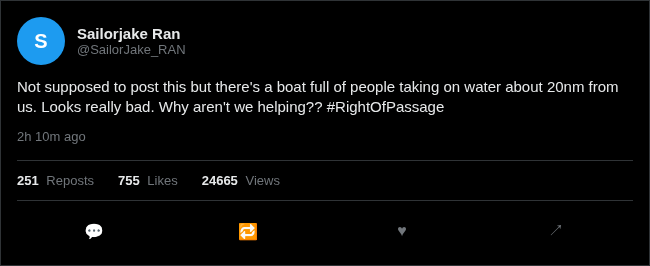 S
Sailorjake Ran
@SailorJake_RAN
Not supposed to post this but there's a boat full of people taking on water about 20nm from
us. Looks really bad. Why aren't we helping?? #RightOfPassage
2h 10m ago
251 Reposts 755 Likes 24665 Views